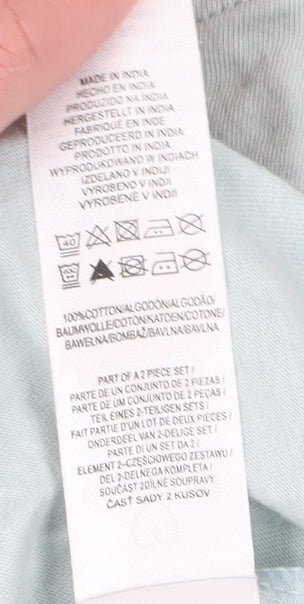 MADE IN INDIA
HECHO EN INDIA
PRODUZIDO NA ÍNDIA
HERGESTELLT IN INDIA
FABRIQUÉ EN INDE
GEPRODUCEERD IN INDIA
PRODOTTO IN INDIA
WYPRODUKOWANO W INDIACH
IZDELANO V INDIJI
VYROBENO V INDII
VYROBENÉ V INDII
40
40
100%COTTON/ALGODÓN/ALGODÃO/
BAUMWOLLE/COTON/KATOEN/COTONE/
BAWEŁNA/BOMBAŽ/BAVLNA/BAVLNA
PART OF A 2 PIECE SET /
PARTE DE UN CONJUNTO DE 2 PIEZAS /
PARTE DE UM CONJUNTO DE 2 PEÇAS /
TEIL EINES 2-TEILIGEN SETS /
FAIT PARTIE D'UN LOT DE DEUX PIECES /
ONDERDEEL VAN 2-DELIGE SET /
PARTE DI UN SET DA 2 /
ELEMENT 2-CZĘŚCIOWEGO ZESTAWU /
DEL 2-DELNEGA KOMPLETA /
SOUČÁST 2DÍLNÉ SOUPRAVY
ČASŤ SADY 2 KUSOV